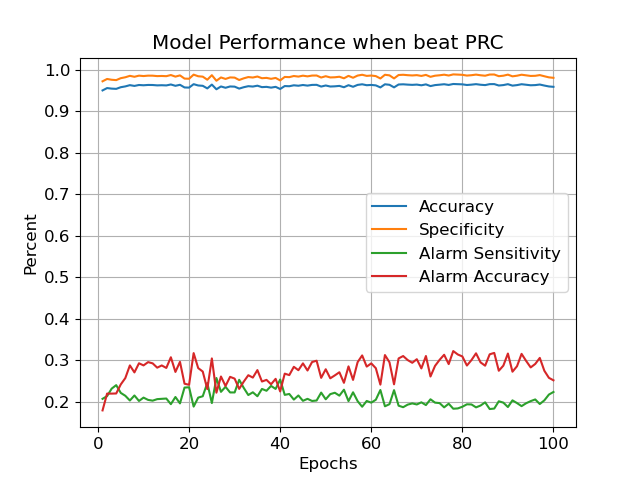 Model Performance when beat PRC
1.0
0.9
0.8
0.7
0.6
0.5
0.4
0.3
0.2
Percent
Accuracy
Specificity
Alarm Sensitivity
Alarm Accuracy
0 20 40 60 80 100
Epochs